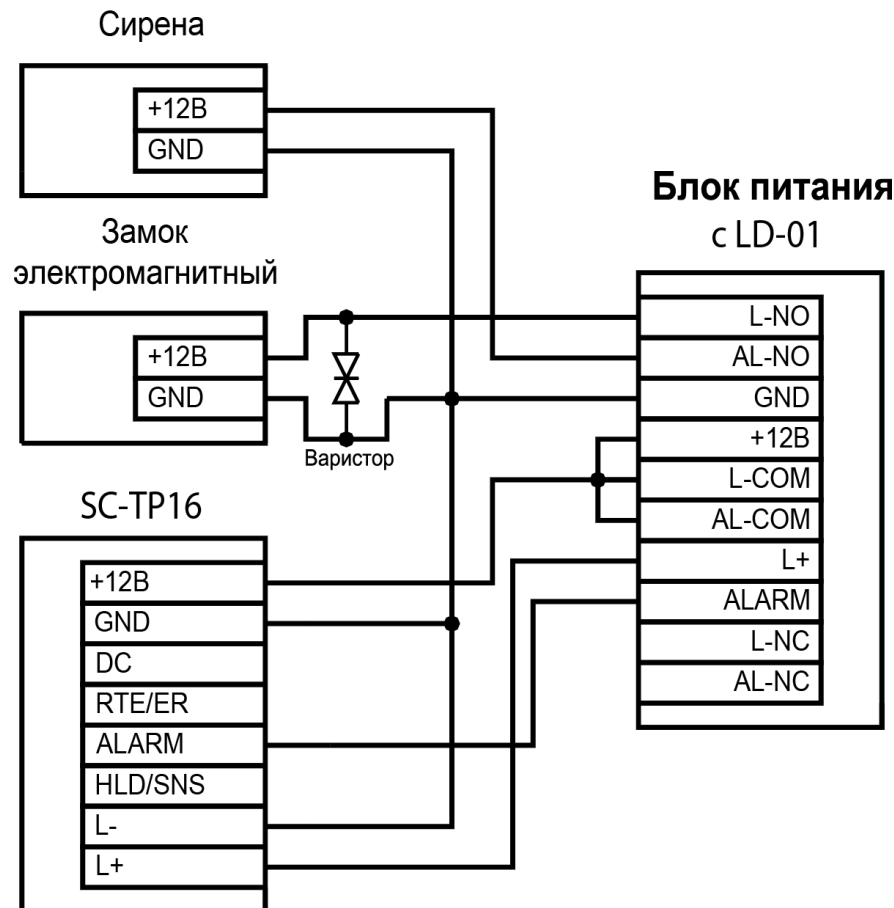 Сирена
+12В
GND
Замок
электромагнитный
+12В
GND
Варистор
SC-TP16
+12В
GND
DC
RTE/ER
ALARM
HLD/SNS
L-
L+
Блок питания
с LD-01
L-NO
AL-NO
GND
+12В
L-COM
AL-COM
L+
ALARM
L-NC
AL-NC